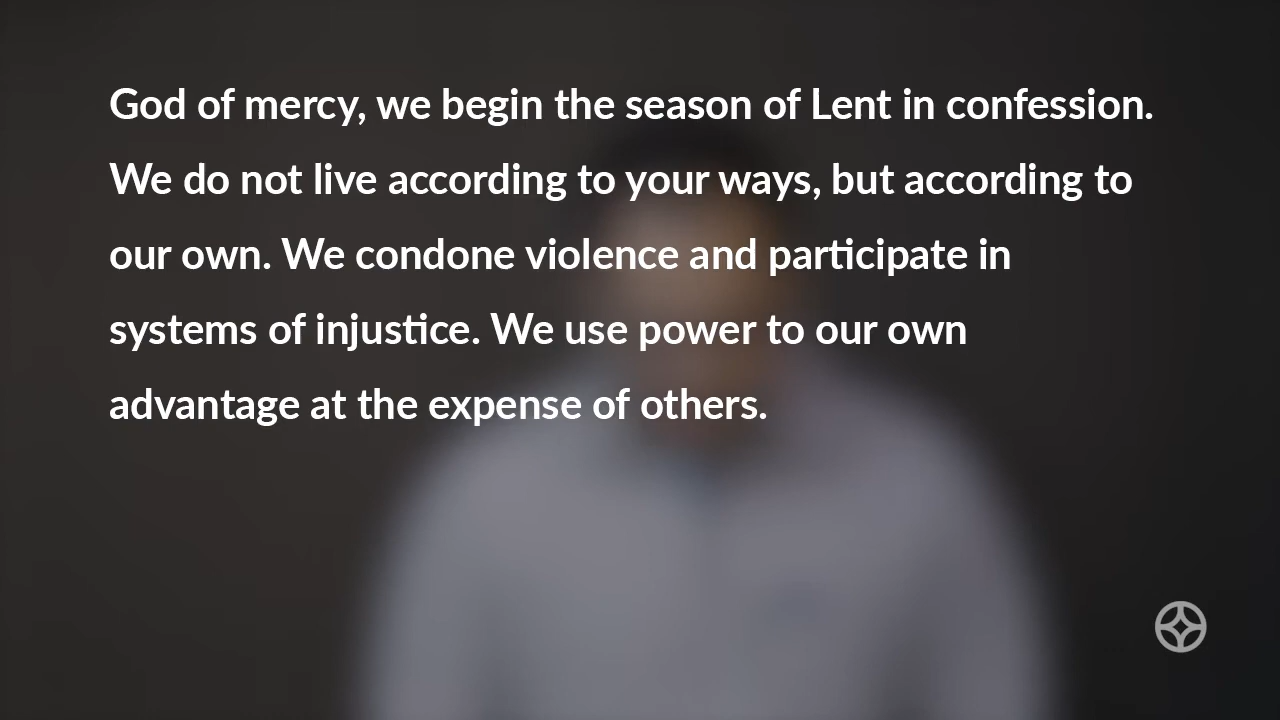 God of mercy, we begin the season of Lent in confession.
We do not live according to your ways, but according to
our own. We condone violence and participate in
systems of injustice. We use power to our own
advantage at the expense of others.